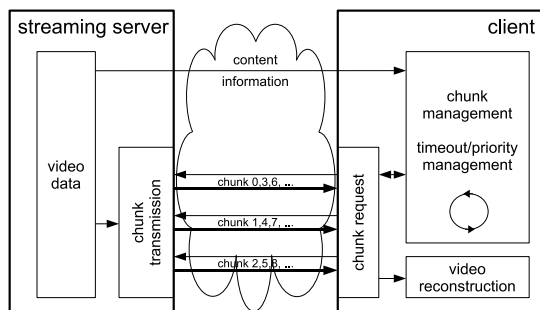 streaming server
client
content
information
chunk
management
timeout/priority
management
video
data
chunk
transmission
chunk 0,3,6, ...
chunk 1,4,7, ...
chunk 2,5,8, ...
chunk request
video
reconstruction